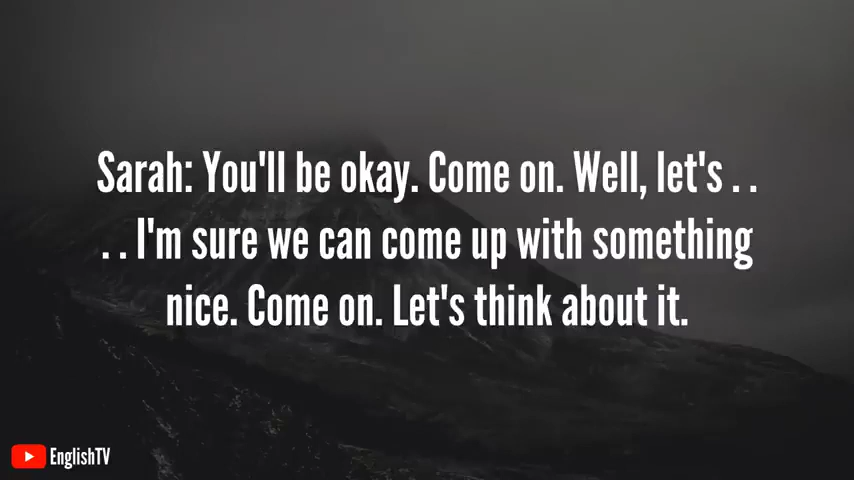 Sarah: You'll be okay. Come on. Well, let's . .
. . I'm sure we can come up with something
nice. Come on. Let's think about it.
EnglishTV